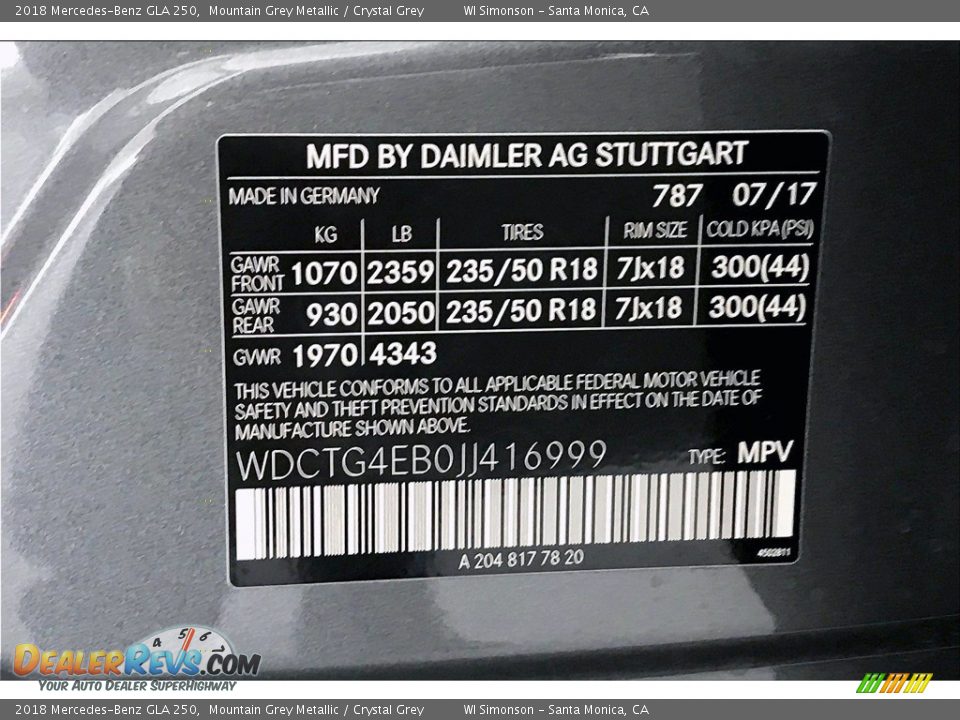 2018 Mercedes-Benz GLA 250, Mountain Grey Metallic / Crystal Grey WI Simonson - Santa Monica, CA
MFD BY DAIMLER AG STUTTGART
MADE IN GERMANY 787 07/17
KG LB TIRES RIM SIZE COLD KPA (PSI)
GAWR FRONT 1070 2359 235/50 R18 7Jx18 300(44)
GAWR REAR 930 2050 235/50 R18 7Jx18 300(44)
GVWR 1970 4343
THIS VEHICLE CONFORMS TO ALL APPLICABLE FEDERAL MOTOR VEHICLE
SAFETY AND THEFT PREVENTION STANDARDS IN EFFECT ON THE DATE OF
MANUFACTURE SHOWN ABOVE.
WDCTG4EB0JJ416999 TYPE: MPV
A 204 817 78 20 4502811
4 5 6 7
DEALERREVS.COM
YOUR AUTO DEALER SUPERHIGHWAY
2018 Mercedes-Benz GLA 250, Mountain Grey Metallic / Crystal Grey WI Simonson - Santa Monica, CA